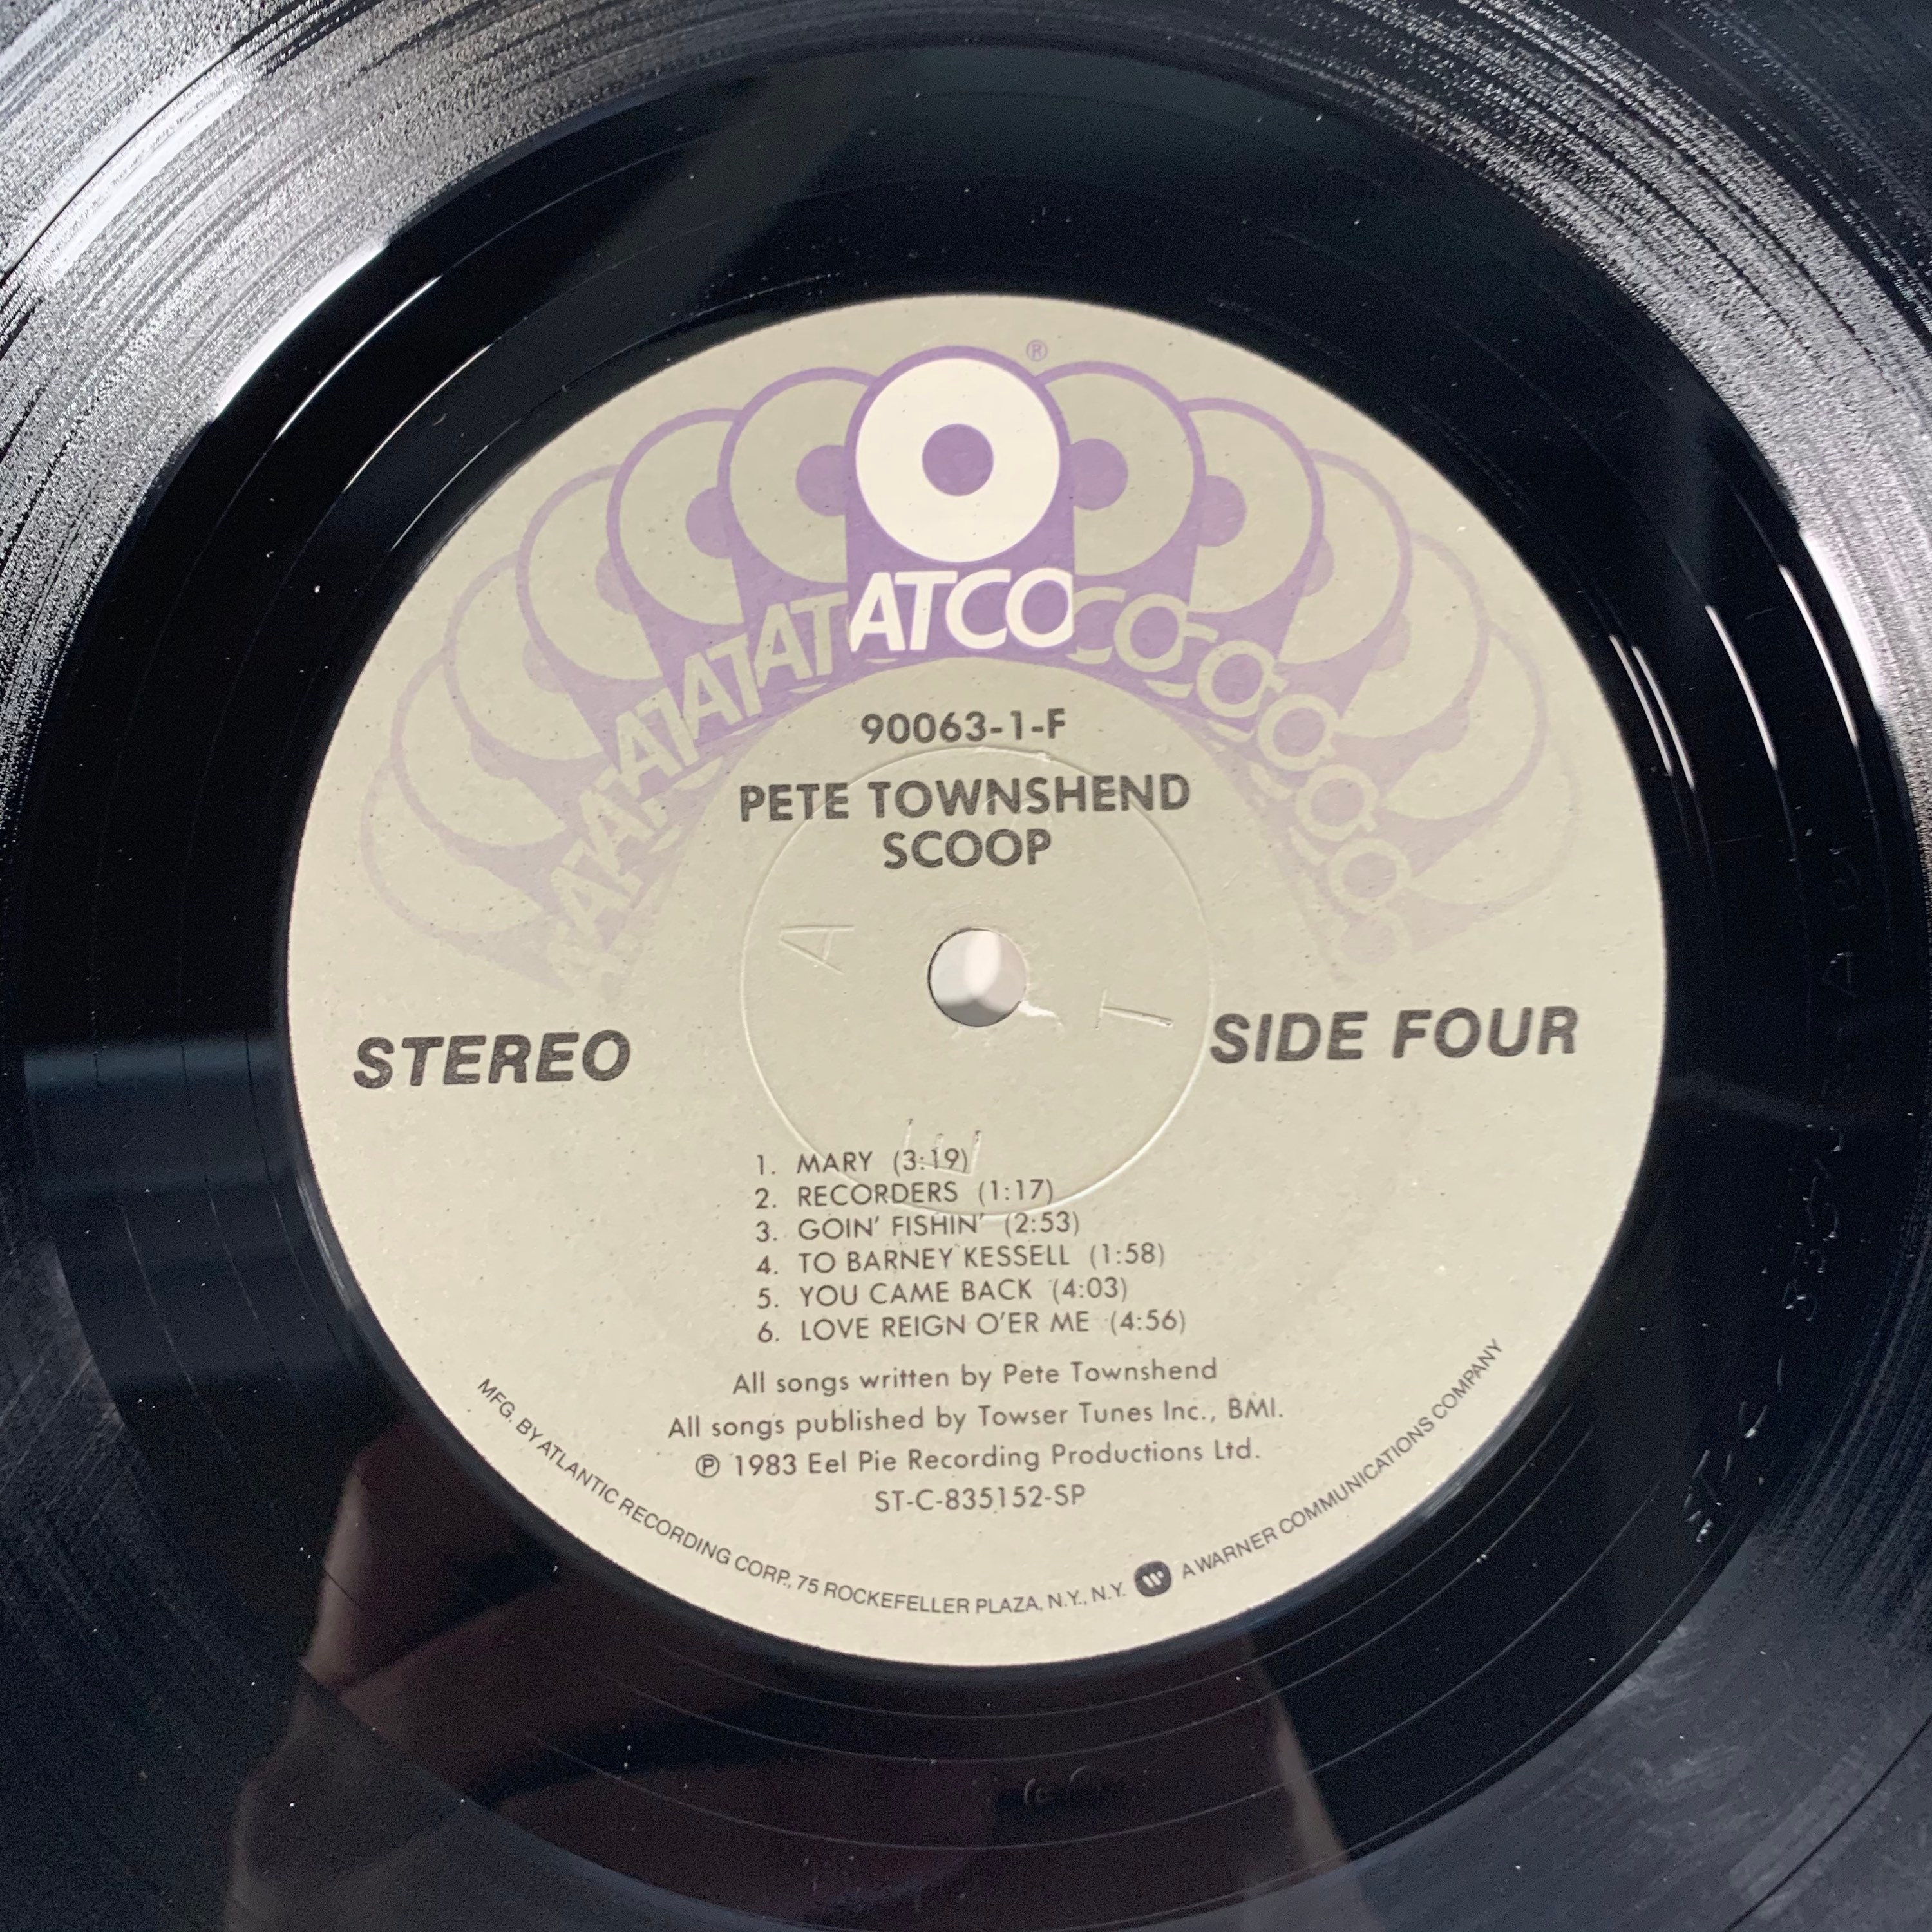 ®
ATCO
90063-1-F
PETE TOWNSHEND
SCOOP
STEREO
SIDE FOUR
1. MARY (3:19)
2. RECORDERS (1:17)
3. GOIN' FISHIN' (2:53)
4. TO BARNEY KESSELL (1:58)
5. YOU CAME BACK (4:03)
6. LOVE REIGN O'ER ME (4:56)
All songs written by Pete Townshend
All songs published by Towser Tunes Inc., BMI.
℗ 1983 Eel Pie Recording Productions Ltd.
ST-C-835152-SP
MFG. BY ATLANTIC RECORDING CORP., 75 ROCKEFELLER PLAZA, N.Y., N.Y. A WARNER COMMUNICATIONS COMPANY